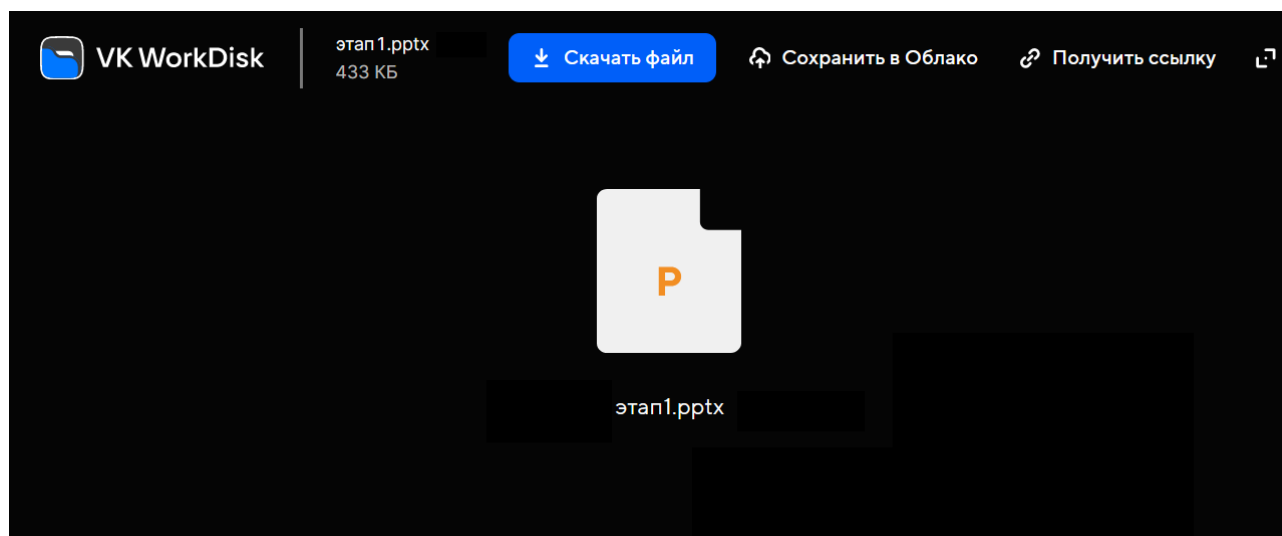 VK WorkDisk
этап1.pptx
433 КБ
Скачать файл
Сохранить в Облако
Получить ссылку
P
этап1.pptx